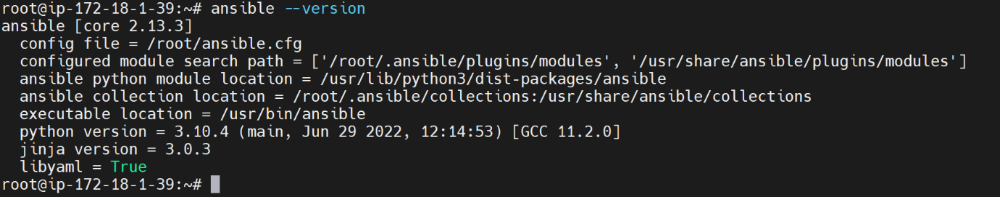 root@ip-172-18-1-39:~# ansible --version
ansible [core 2.13.3]
  config file = /root/ansible.cfg
  configured module search path = ['/root/.ansible/plugins/modules', '/usr/share/ansible/plugins/modules']
  ansible python module location = /usr/lib/python3/dist-packages/ansible
  ansible collection location = /root/.ansible/collections:/usr/share/ansible/collections
  executable location = /usr/bin/ansible
  python version = 3.10.4 (main, Jun 29 2022, 12:14:53) [GCC 11.2.0]
  jinja version = 3.0.3
  libyaml = True
root@ip-172-18-1-39:~#